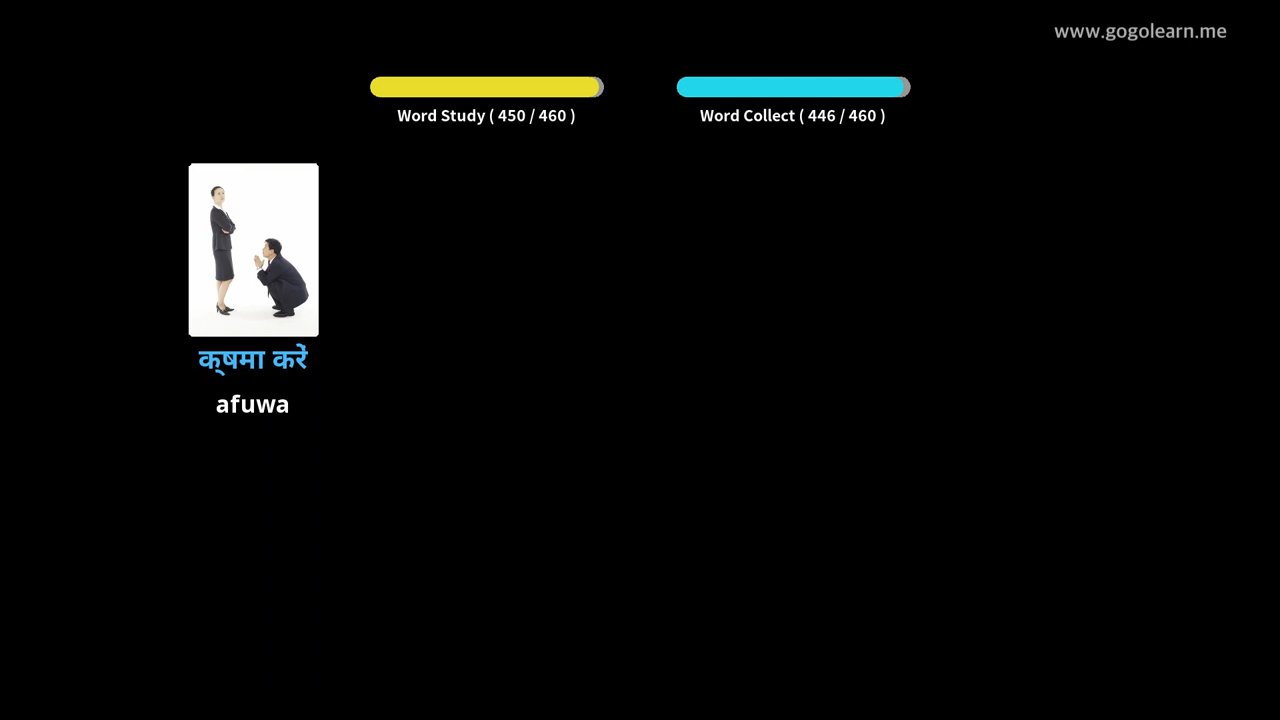 www.gogolearn.me
Word Study ( 450 / 460 )
Word Collect ( 446 / 460 )
क्षमा करें
afuwa